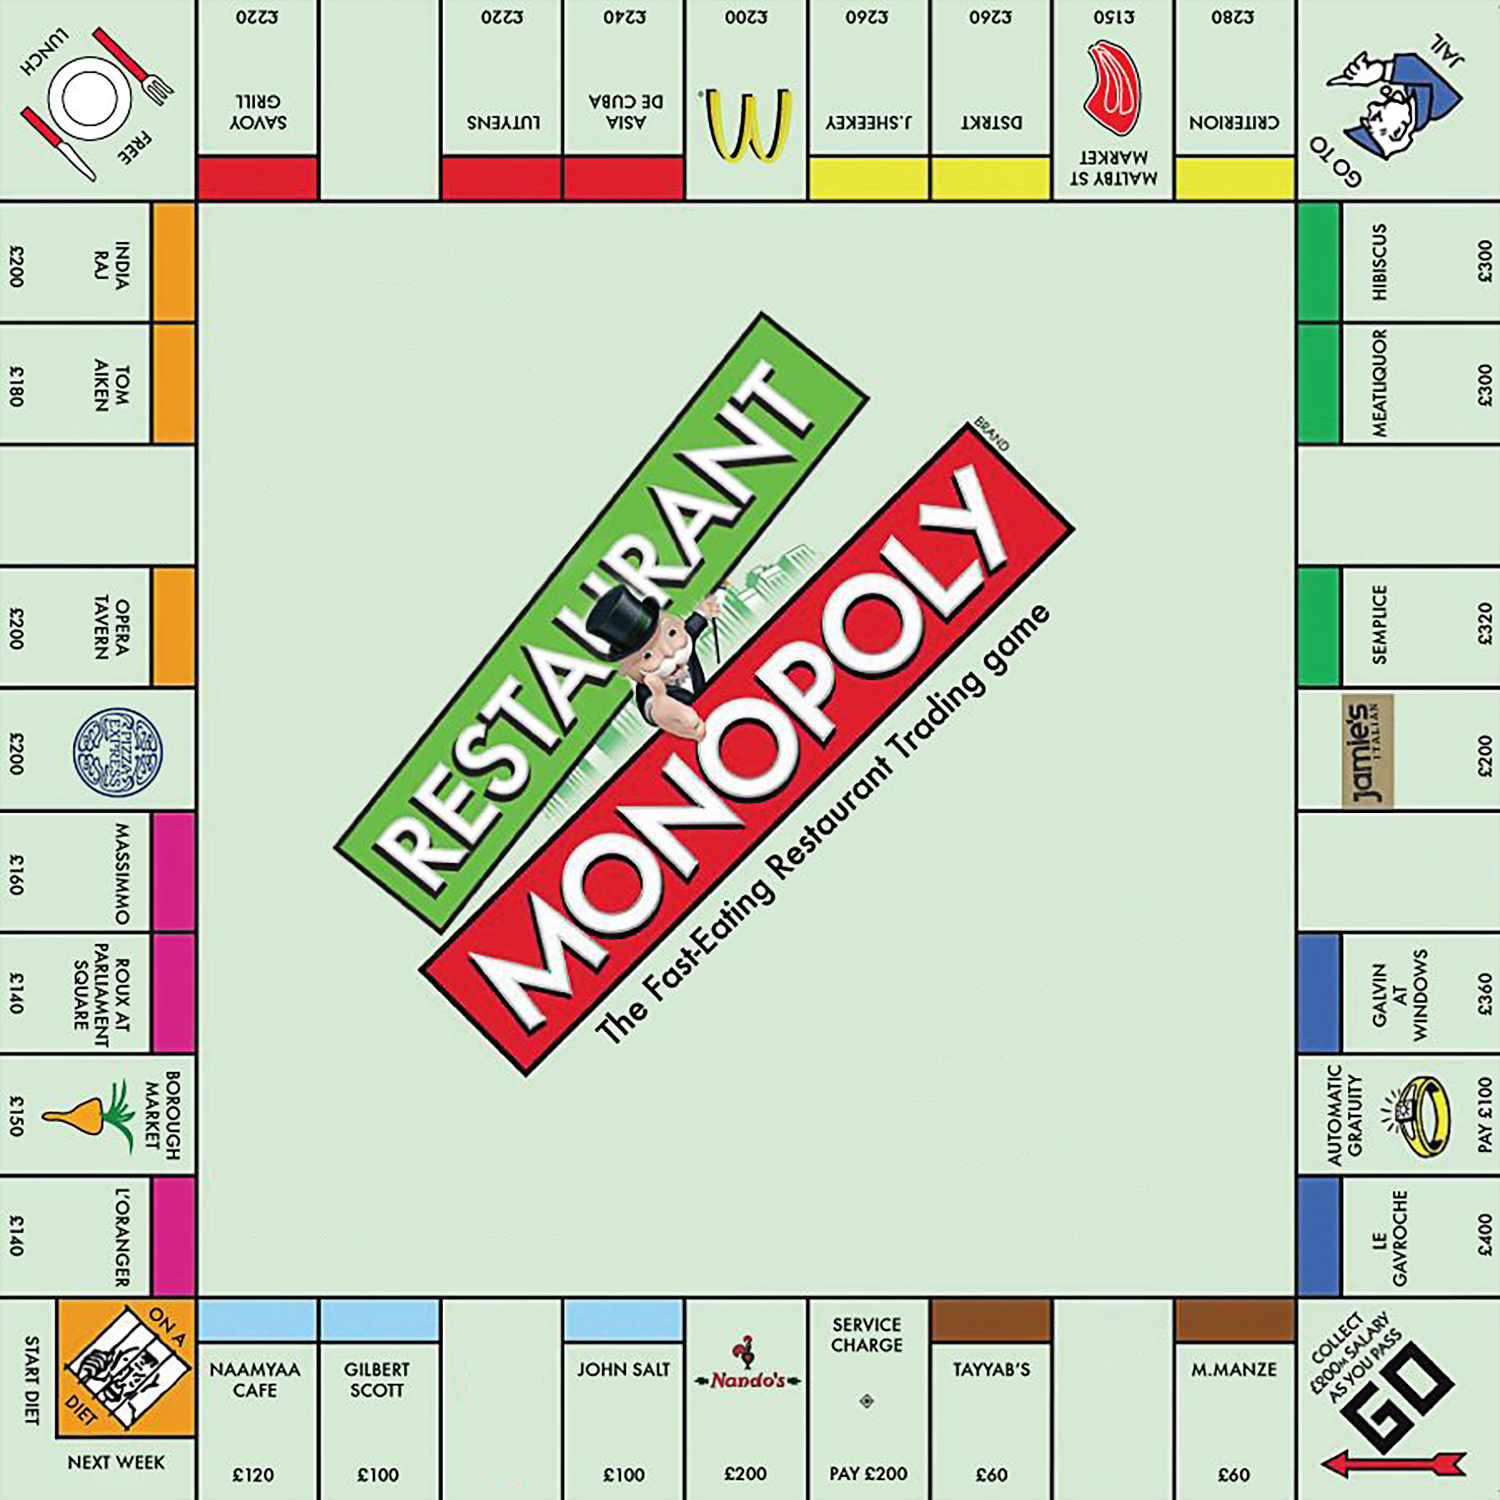 LUNCH
FREE
£220
SAVOY
GRILL
£220
LUTYENS
£240
ASIA
DE CUBA
£200
£260
J.SHEEKEY
£260
DSTRKT
£150
MALTBY ST
MARKET
£280
CRITERION
GO TO
JAIL
INDIA
RAJ
£200
TOM
AIKEN
£180
OPERA
TAVERN
£200
PIZZA
EXPRESS
£200
MASSIMMO
£160
ROUX AT
PARLIAMENT
SQUARE
£140
BOROUGH
MARKET
£150
L'ORANGER
£140
HIBISCUS
£300
MEATLIQUOR
£300
SEMPLICE
£320
Jamie's
ITALIAN
£200
GALVIN
AT
WINDOWS
£360
AUTOMATIC
GRATUITY
PAY £100
LE
GAVROCHE
£400
RESTAURANT
MONOPOLY
BRAND
The Fast-Eating Restaurant Trading game
ON A
DIET
START DIET
NEXT WEEK
NAAMYAA
CAFE
£120
GILBERT
SCOTT
£100
JOHN SALT
£100
Nando's
£200
SERVICE
CHARGE
PAY £200
TAYYAB'S
£60
M.MANZE
£60
COLLECT
£200M SALARY
AS YOU PASS
GO